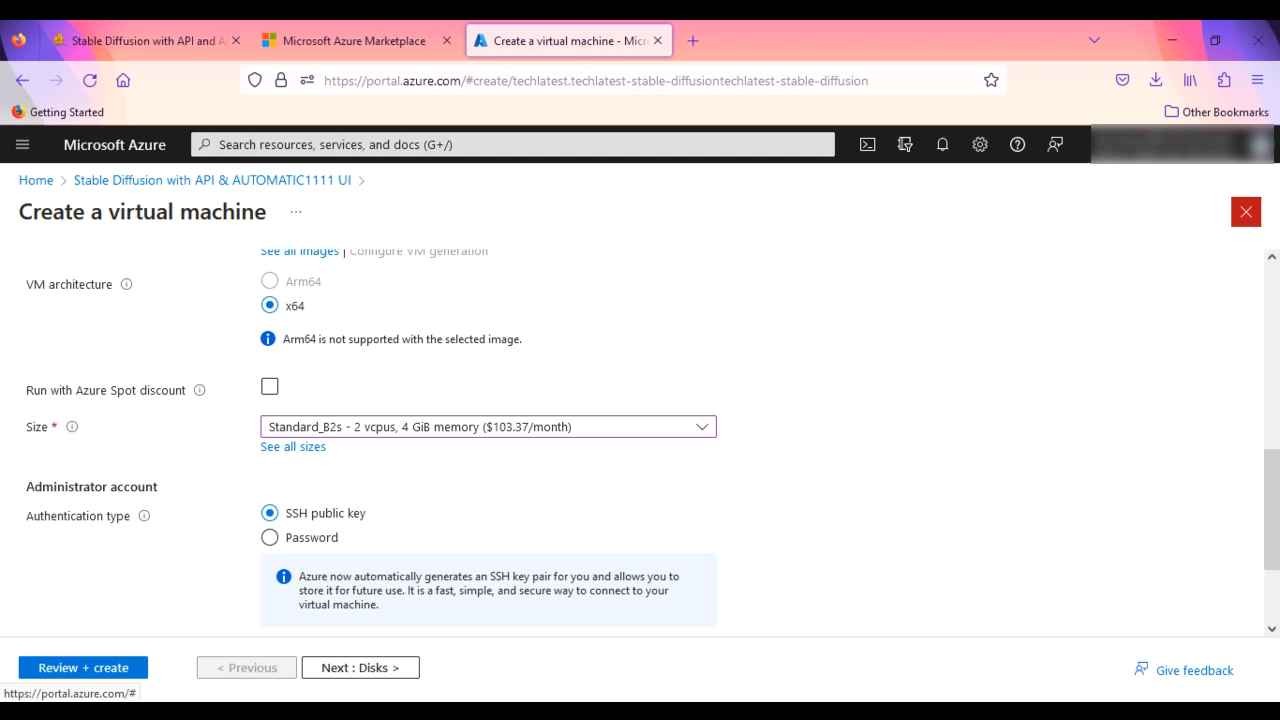 Stable Diffusion with API and A
Microsoft Azure Marketplace
Create a virtual machine - Micr
https://portal.azure.com/#create/techlatest.techlatest-stable-diffusiontechlatest-stable-diffusion
Getting Started
Other Bookmarks
Microsoft Azure
Search resources, services, and docs (G+/)
Home > Stable Diffusion with API & AUTOMATIC1111 UI >
Create a virtual machine ...
See all images | Configure VM generation
VM architecture
Arm64
x64
Arm64 is not supported with the selected image.
Run with Azure Spot discount
Size *
Standard_B2s - 2 vcpus, 4 GiB memory ($103.37/month)
See all sizes
Administrator account
Authentication type
SSH public key
Password
Azure now automatically generates an SSH key pair for you and allows you to
store it for future use. It is a fast, simple, and secure way to connect to your
virtual machine.
Review + create
< Previous
Next : Disks >
Give feedback
https://portal.azure.com/#